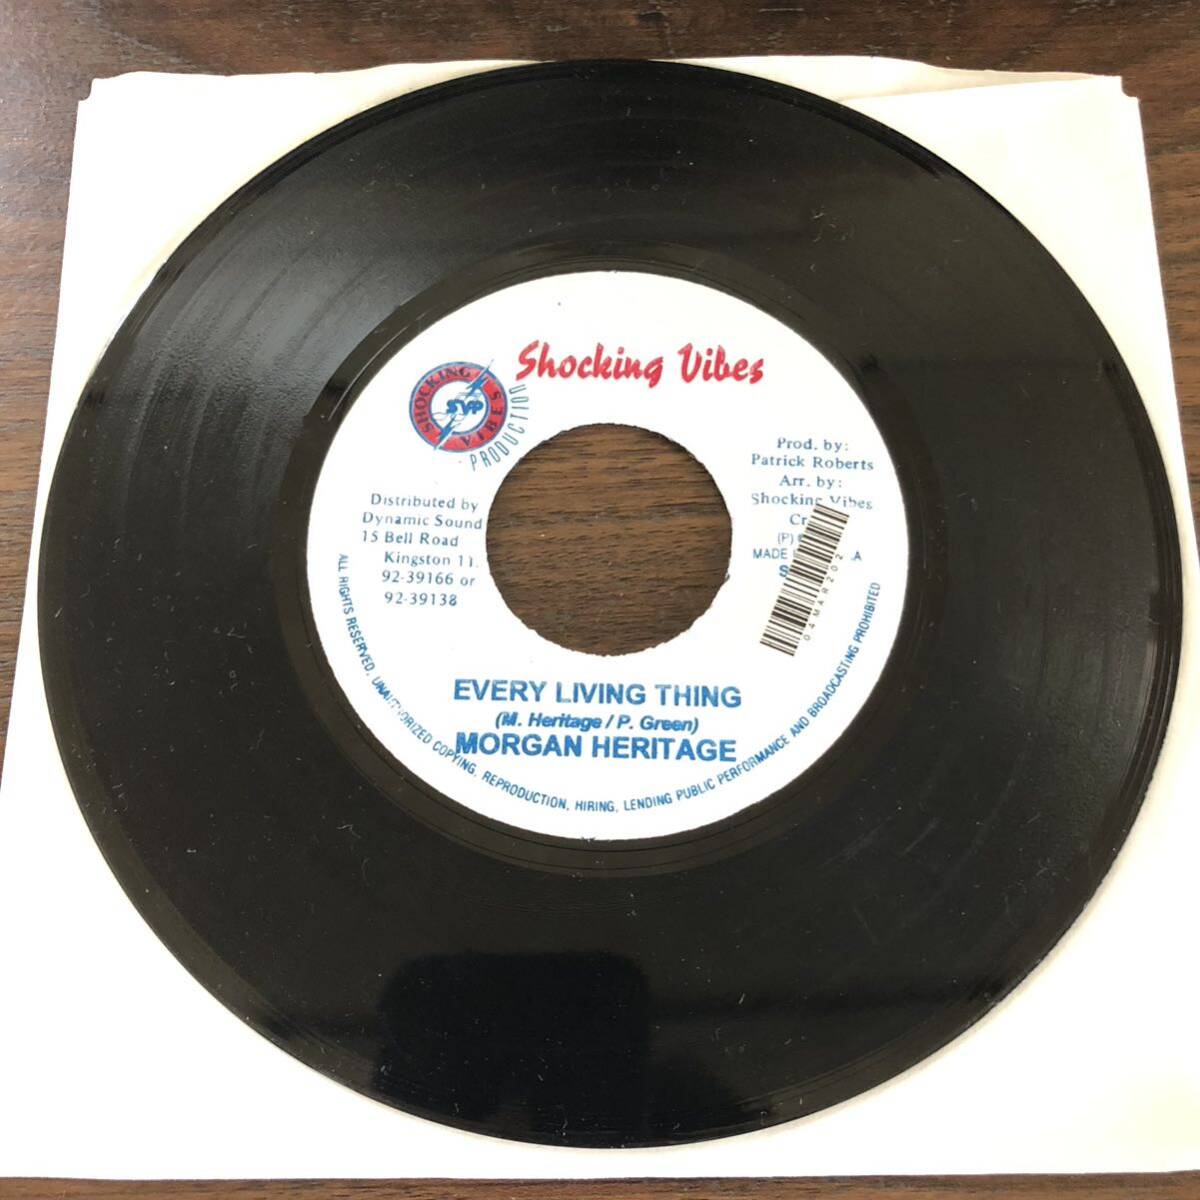 Shocking Vibes
SHOCKING VIBES
SVP
PRODUCTION
Prod. by:
Patrick Roberts
Arr. by:
Shocking Vibes
(P)
MADE
Distributed by
Dynamic Sound
15 Bell Road
Kingston 11.
92-39166 or
92-39138
04MAR202
EVERY LIVING THING
(M. Heritage / P. Green)
MORGAN HERITAGE
ALL RIGHTS RESERVED, UNAUTHORIZED COPYING, REPRODUCTION, HIRING, LENDING PUBLIC PERFORMANCE AND BROADCASTING PROHIBITED